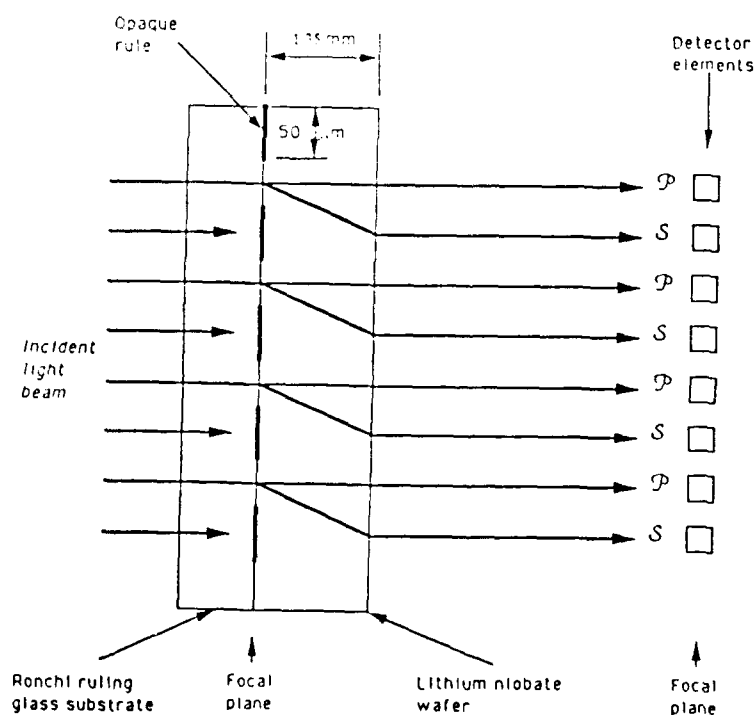 Opaque
rule
mm
Detector
elements
50 m
P
S
P
S
Incident
light
beam
P
S
P
S
Ronchi ruling
glass substrate
Focal
plane
Lithium niobate
wafer
Focal
plane